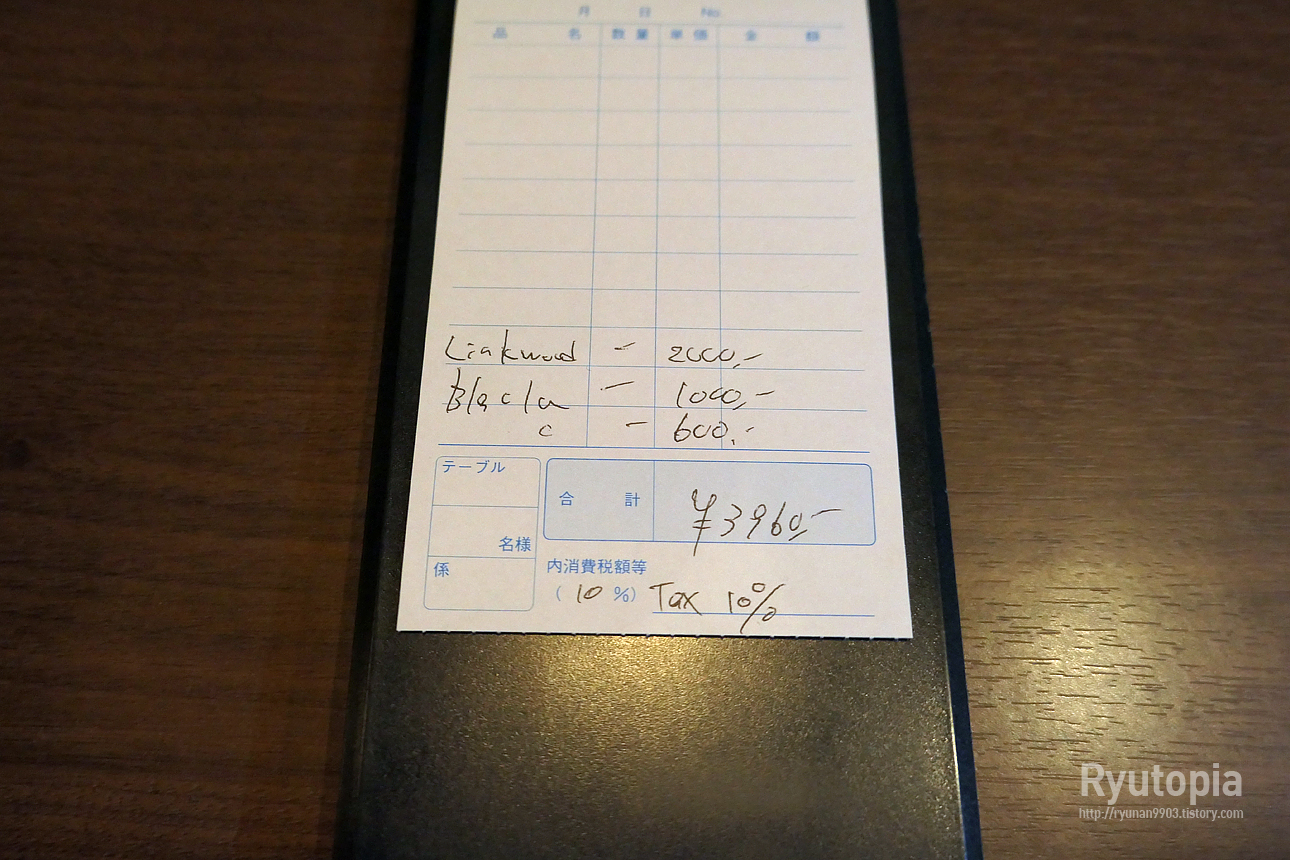 月 日 No.
品 名 数 量 単 価 金 額
Linkwood - 2000,-
Blacla - 1000,-
c - 600,-
テーブル
合 計 ¥3960,-
名様
係
内消費税額等
( 10 %) Tax 10%
Ryutopia
http://ryunan9903.tistory.com